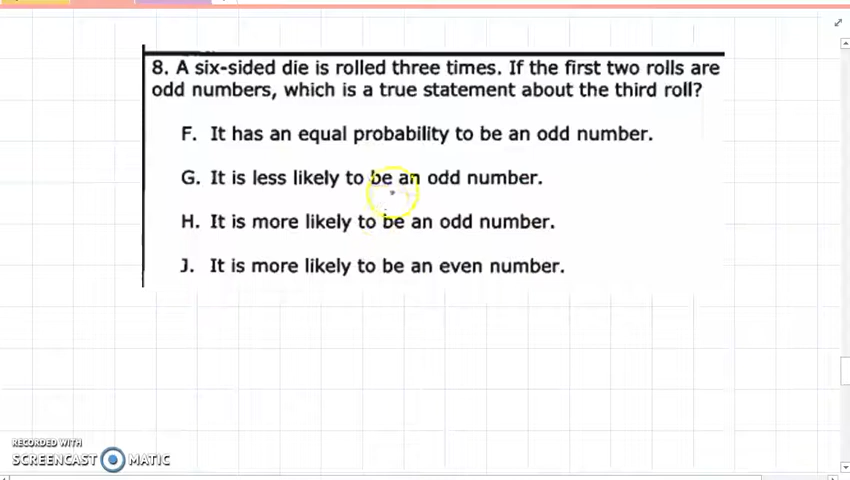 8. A six-sided die is rolled three times. If the first two rolls are
odd numbers, which is a true statement about the third roll?
F. It has an equal probability to be an odd number.
G. It is less likely to be an odd number.
H. It is more likely to be an odd number.
J. It is more likely to be an even number.
RECORDED WITH
SCREENCAST MATIC